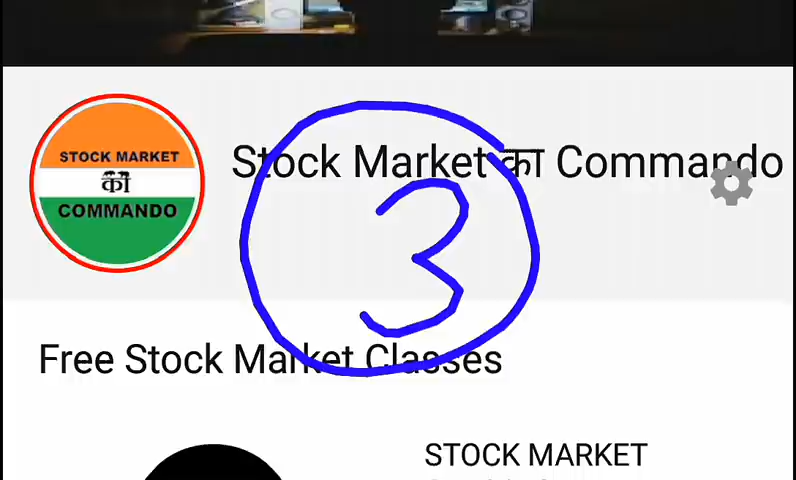 STOCK MARKET
का
COMMANDO
Stock Market का Commando
3
Free Stock Market Classes
STOCK MARKET